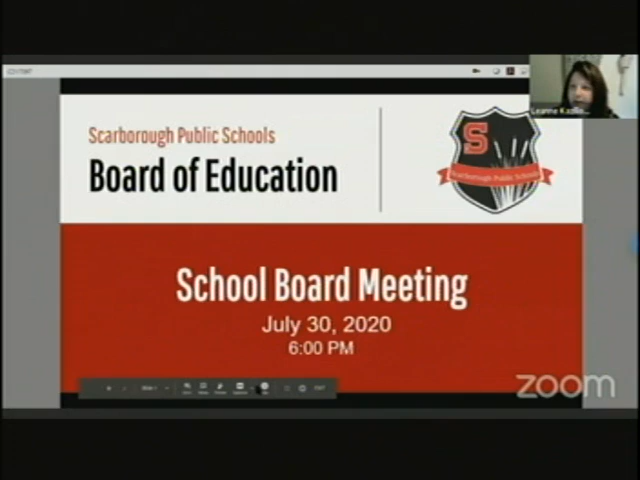 Scarborough Public Schools
Board of Education
S
Scarborough Public Schools
School Board Meeting
July 30, 2020
6:00 PM
Leanne
zoom